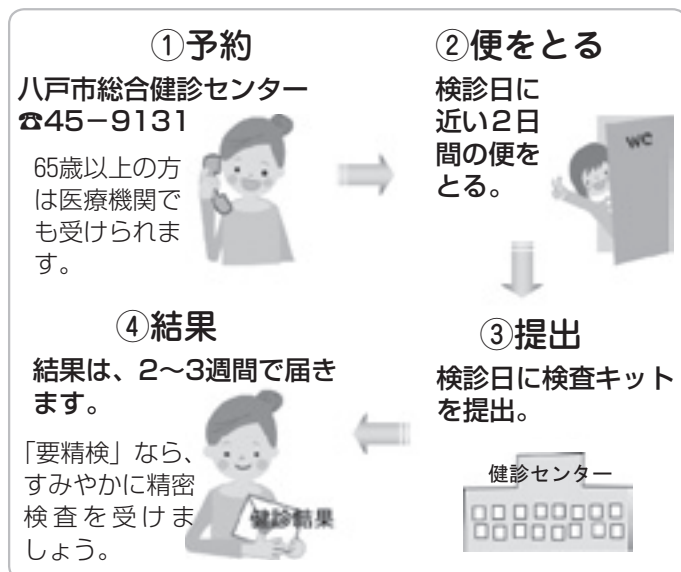 ①予約
八戸市総合健診センター
☎45−9131
65歳以上の方
は医療機関で
も受けられま
す。
②便をとる
検診日に
近い2日
間の便を
とる。
WC
③提出
検診日に検査キット
を提出。
健診センター
④結果
結果は、2〜3週間で届き
ます。
「要精検」なら、
すみやかに精密
検査を受けま
しょう。
健診結果